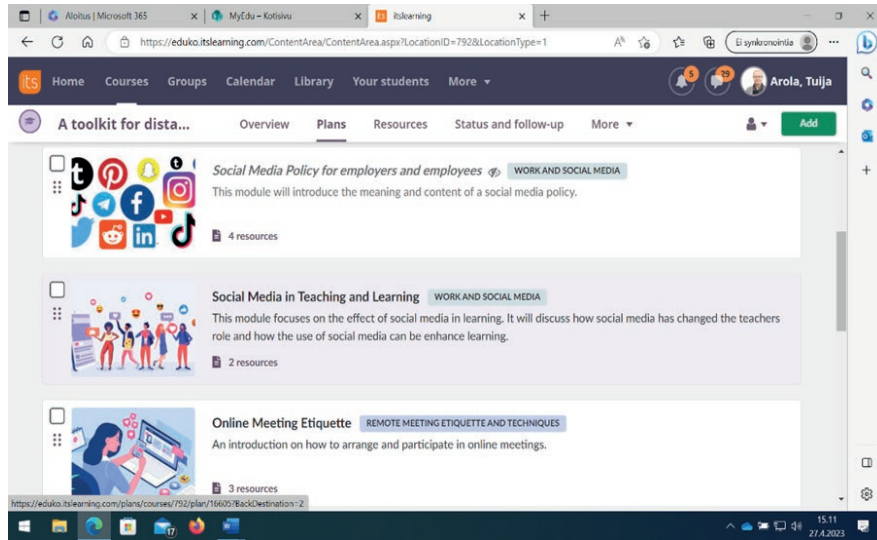 Aloitus | Microsoft 365
MyEdu – Kotisivu
itslearning
https://eduko.itslearning.com/ContentArea/ContentArea.aspx?LocationID=792&LocationType=1
Ei synkronointia
its
Home Courses Groups Calendar Library Your students More
5
29
Arola, Tuija
A toolkit for dista...
Overview Plans Resources Status and follow-up More
Add
Social Media Policy for employers and employees WORK AND SOCIAL MEDIA
This module will introduce the meaning and content of a social media policy.
4 resources
Social Media in Teaching and Learning WORK AND SOCIAL MEDIA
This module focuses on the effect of social media in learning. It will discuss how social media has changed the teachers
role and how the use of social media can be enhance learning.
2 resources
Online Meeting Etiquette REMOTE MEETING ETIQUETTE AND TECHNIQUES
An introduction on how to arrange and participate in online meetings.
3 resources
https://eduko.itslearning.com/plans/courses/792/plan/16605?BackDestination=2
17
15.11
27.4.2023